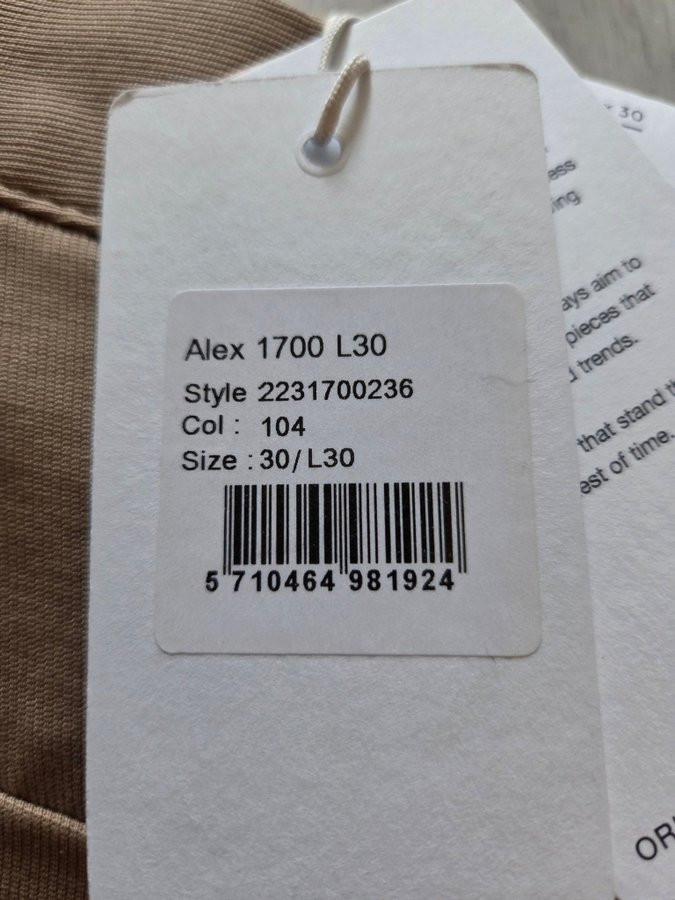 Alex 1700 L30
Style 2231700236
Col : 104
Size : 30/L30
5 710464 981924
30
ays aim to
pieces that
trends.
that stand
est of time.